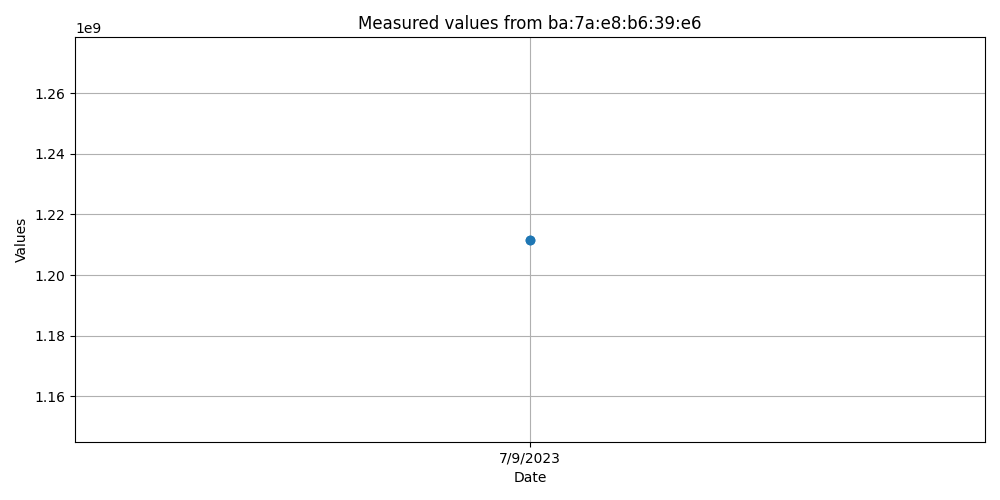 Measured values from ba:7a:e8:b6:39:e6
1e9
1.26
1.24
1.22
1.20
1.18
1.16
Values
7/9/2023
Date